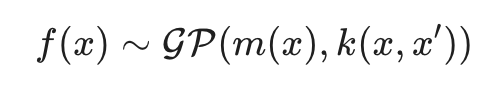 f(x) ∼ 𝒢𝒫(m(x), k(x, x′))